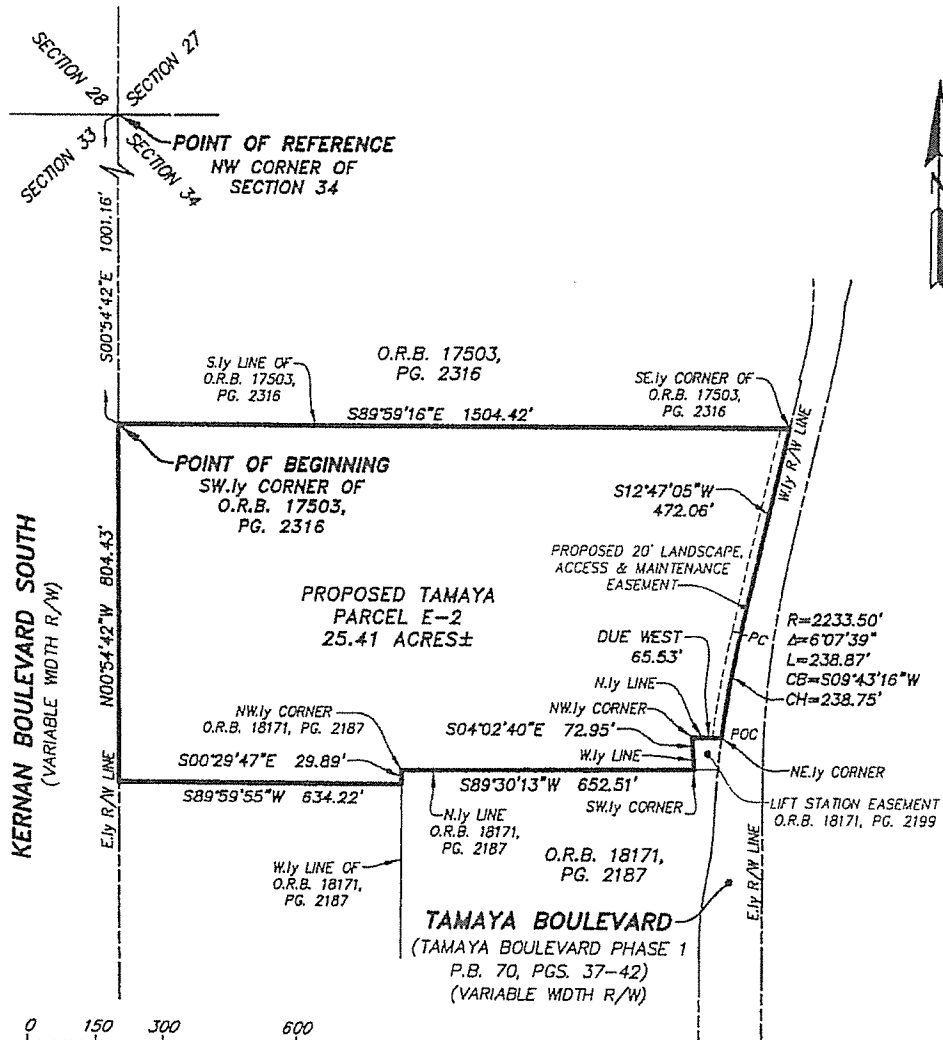 SECTION 28
SECTION 27
SECTION 33
SECTION 34
POINT OF REFERENCE
NW CORNER OF
SECTION 34
N
S00°54'42"E 1001.16'
O.R.B. 17503,
PG. 2316
S.ly LINE OF
O.R.B. 17503,
PG. 2316
SE.ly CORNER OF
O.R.B. 17503,
PG. 2316
S89°59'16"E 1504.42'
POINT OF BEGINNING
SW.ly CORNER OF
O.R.B. 17503,
PG. 2316
W.ly R/W LINE
S12°47'05"W
472.06'
PROPOSED 20' LANDSCAPE,
ACCESS & MAINTENANCE
EASEMENT
KERNAN BOULEVARD SOUTH
(VARIABLE WIDTH R/W)
N00°54'42"W 804.43'
E.ly R/W LINE
PROPOSED TAMAYA
PARCEL E-2
25.41 ACRES±
PC
R=2233.50'
Δ=6°07'39"
L=238.87'
CB=S09°43'16"W
CH=238.75'
DUE WEST
65.53'
N.ly LINE
NW.ly CORNER
S04°02'40"E 72.95'
W.ly LINE
POC
NE.ly CORNER
NW.ly CORNER
O.R.B. 18171, PG. 2187
S00°29'47"E 29.89'
S89°59'55"W 634.22'
S89°30'13"W 652.51'
SW.ly CORNER
LIFT STATION EASEMENT
O.R.B. 18171, PG. 2199
N.ly LINE
O.R.B. 18171,
PG. 2187
W.ly LINE OF
O.R.B. 18171,
PG. 2187
O.R.B. 18171,
PG. 2187
E.ly R/W LINE
TAMAYA BOULEVARD
(TAMAYA BOULEVARD PHASE 1
P.B. 70, PGS. 37-42)
(VARIABLE WIDTH R/W)
0 150 300 600